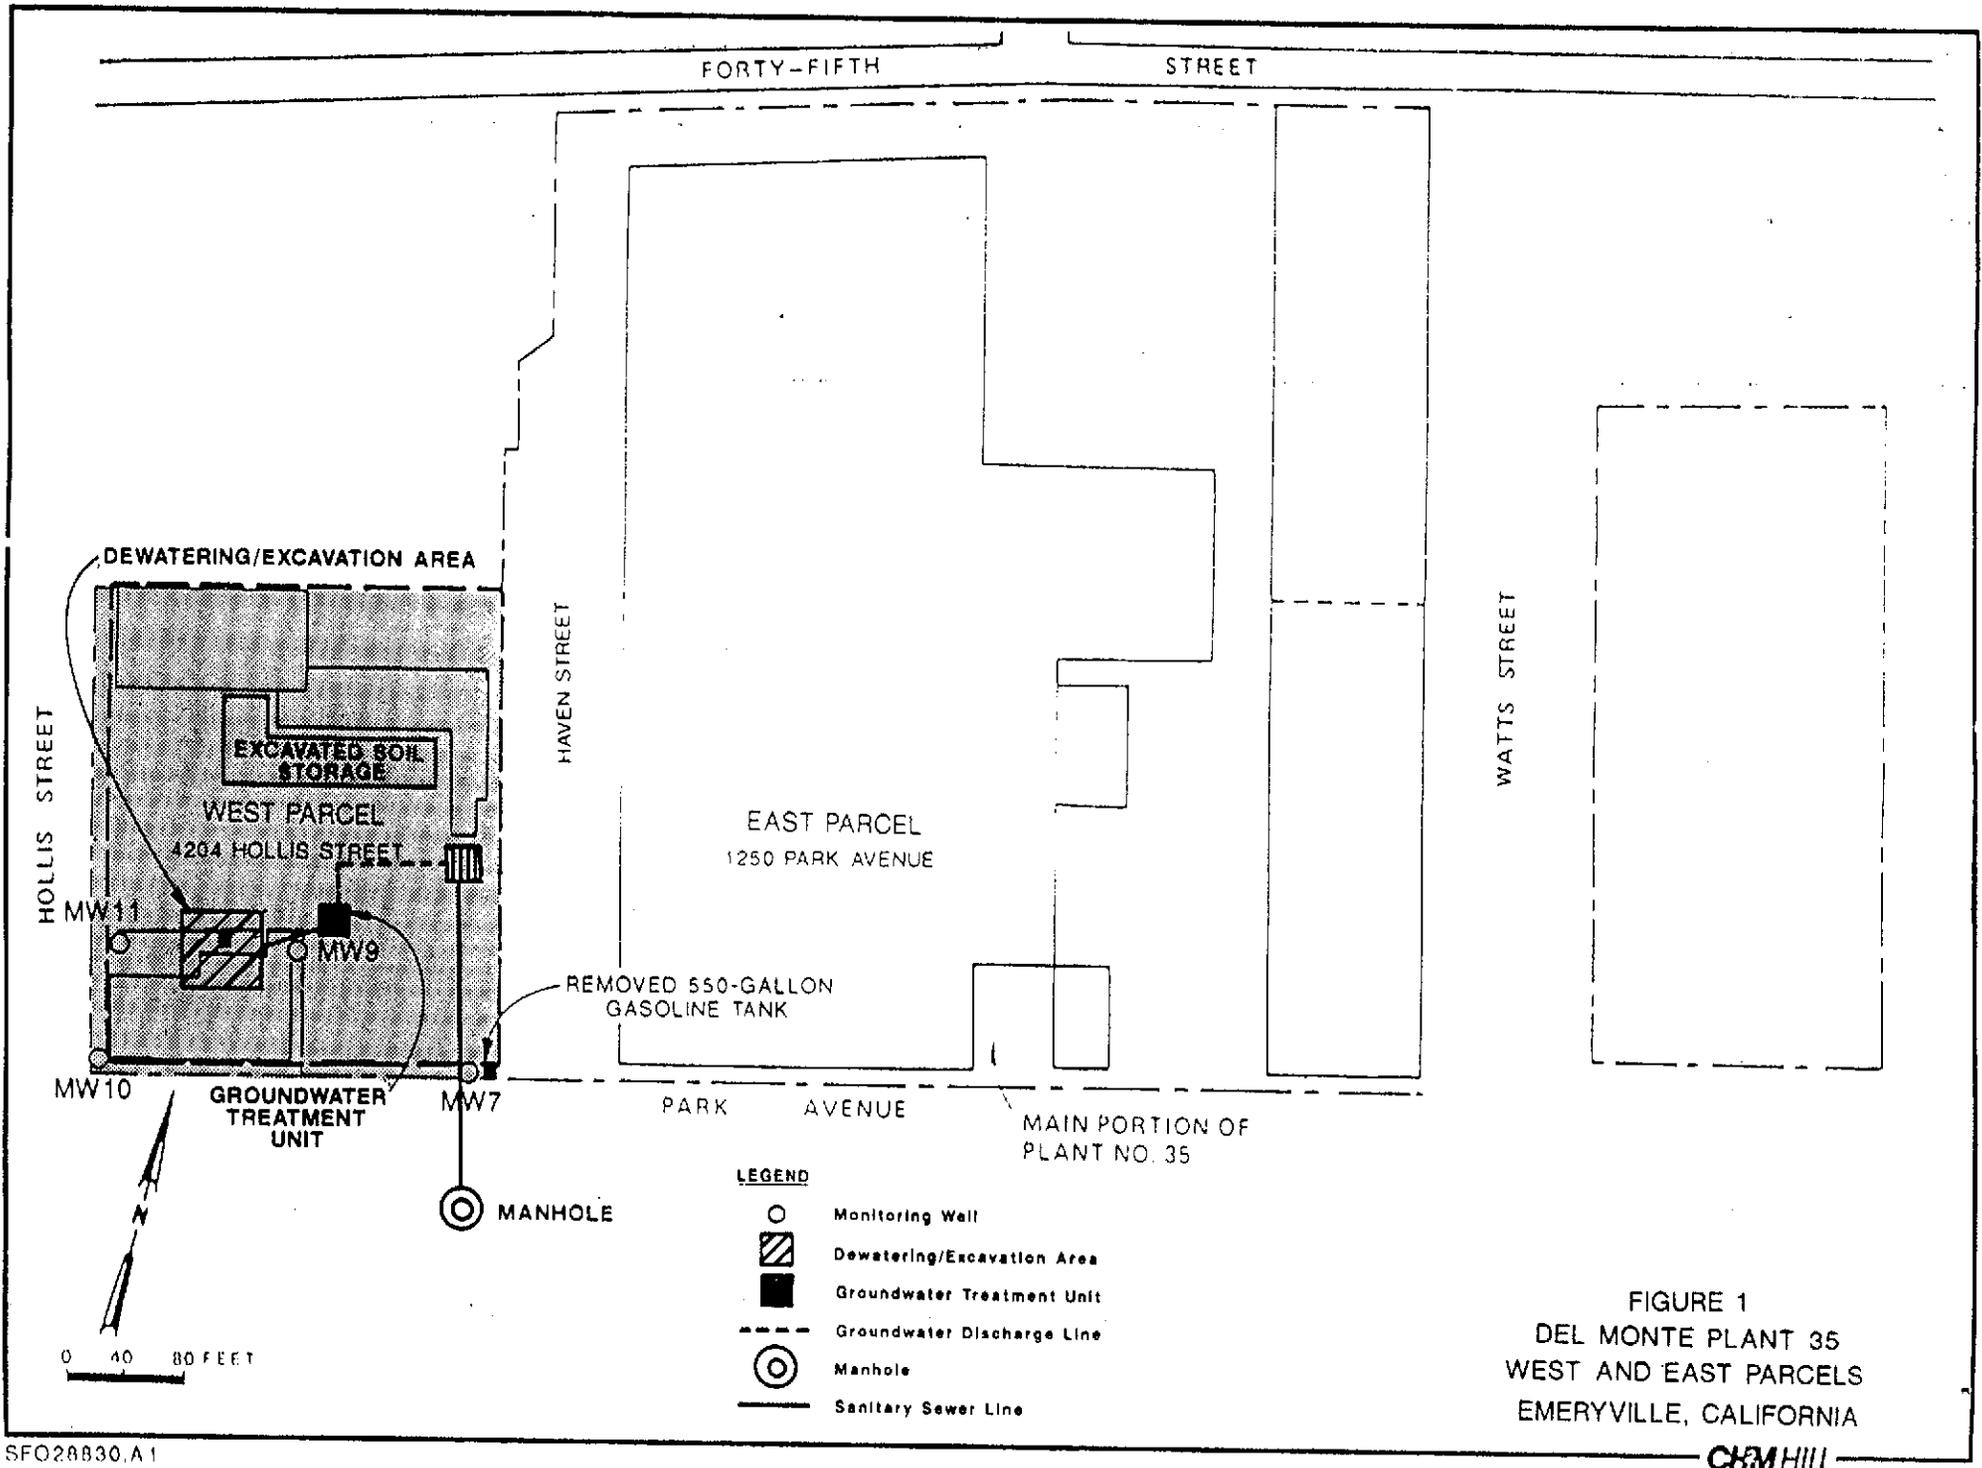 FORTY-FIFTH STREET
DEWATERING/EXCAVATION AREA
HOLLIS STREET
HAVEN STREET
WATTS STREET
EXCAVATED SOIL
STORAGE
WEST PARCEL
4204 HOLLIS STREET
EAST PARCEL
1250 PARK AVENUE
MW11
MW9
REMOVED 550-GALLON
GASOLINE TANK
MW10
GROUNDWATER
TREATMENT
UNIT
MW7
PARK AVENUE
MAIN PORTION OF
PLANT NO. 35
N
MANHOLE
0 40 80 FEET
LEGEND
Monitoring Well
Dewatering/Excavation Area
Groundwater Treatment Unit
Groundwater Discharge Line
Manhole
Sanitary Sewer Line
FIGURE 1
DEL MONTE PLANT 35
WEST AND EAST PARCELS
EMERYVILLE, CALIFORNIA
SFO28830.A1
CH2M HILL